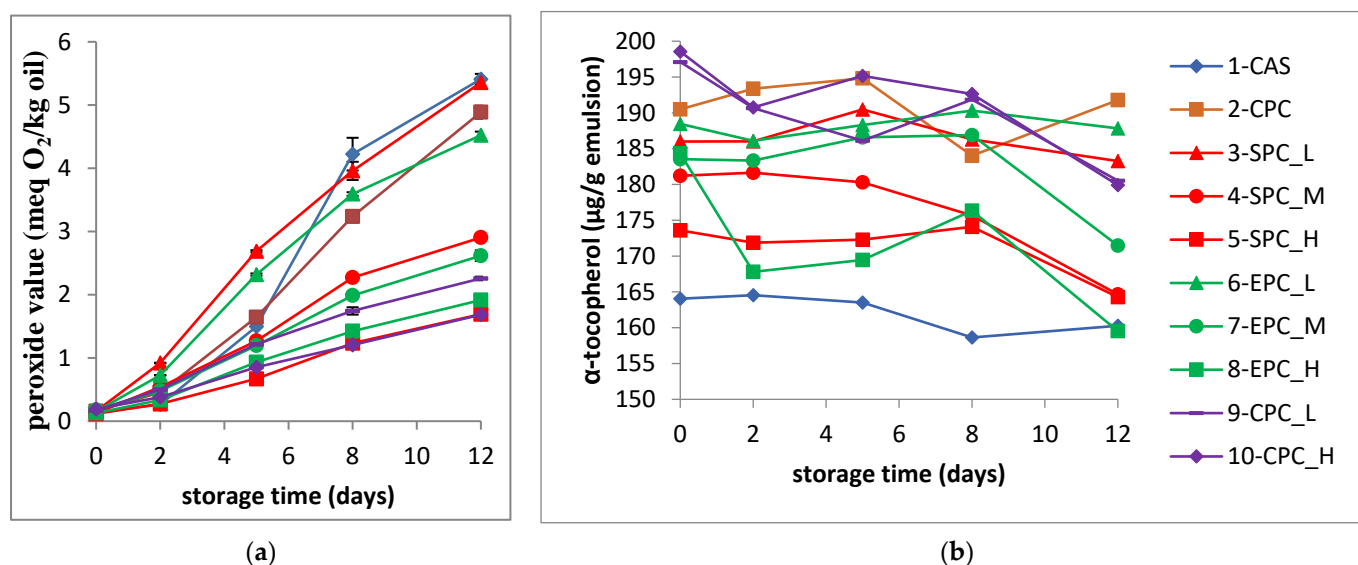 peroxide value (meq O₂/kg oil)
6
5
4
3
2
1
0
0 2 4 6 8 10 12
storage time (days)
(a)
α-tocopherol (µg/g emulsion)
200
195
190
185
180
175
170
165
160
155
150
0 2 4 6 8 10 12
storage time (days)
1-CAS
2-CPC
3-SPC_L
4-SPC_M
5-SPC_H
6-EPC_L
7-EPC_M
8-EPC_H
9-CPC_L
10-CPC_H
(b)